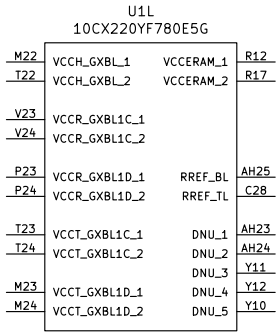 U1L
10CX220YF780E5G
M22 VCCH_GXBL_1 VCCERAM_1 R12
T22 VCCH_GXBL_2 VCCERAM_2 R17
V23 VCCR_GXBL1C_1
V24 VCCR_GXBL1C_2
P23 VCCR_GXBL1D_1 RREF_BL AH25
P24 VCCR_GXBL1D_2 RREF_TL C28
T23 VCCT_GXBL1C_1 DNU_1 AH23
T24 VCCT_GXBL1C_2 DNU_2 AH24
DNU_3 Y11
M23 VCCT_GXBL1D_1 DNU_4 Y12
M24 VCCT_GXBL1D_2 DNU_5 Y10